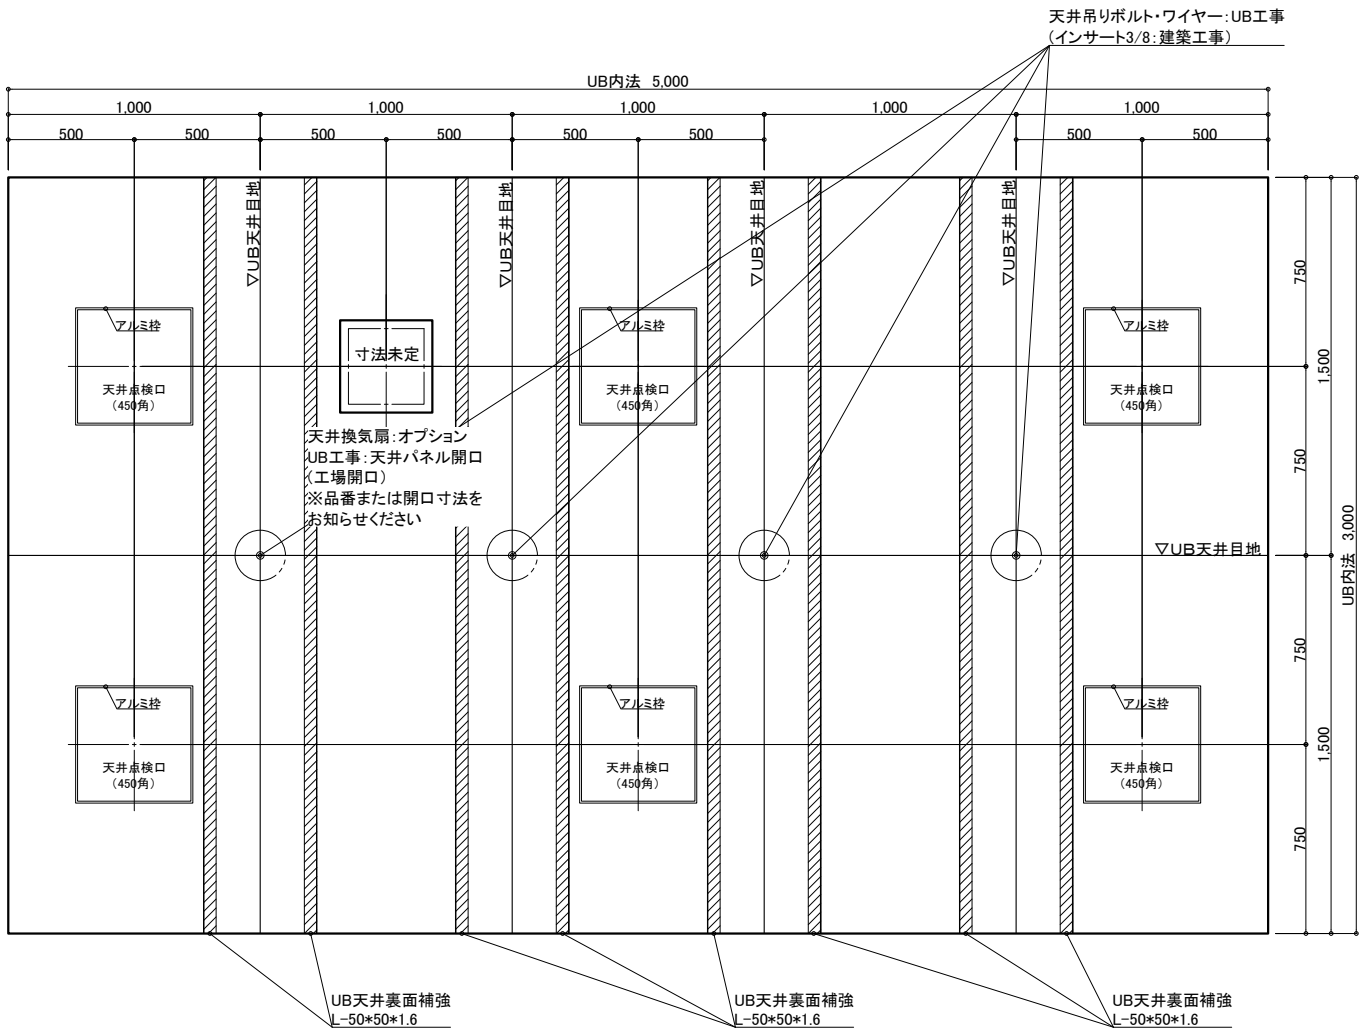 天井吊りボルト・ワイヤー：UB工事
(インサート3/8：建築工事)
UB内法 5,000
1,000 1,000 1,000 1,000 1,000
500 500 500 500 500 500 500 500
▽UB天井目地
▽UB天井目地
▽UB天井目地
▽UB天井目地
750
アルミ枠
アルミ枠
アルミ枠
寸法未定
1,500
天井点検口
(450角)
天井点検口
(450角)
天井点検口
(450角)
天井換気扇：オプション
UB工事：天井パネル開口
(工場開口)
※品番または開口寸法を
お知らせください
750
▽UB天井目地
UB内法 3,000
750
アルミ枠
アルミ枠
アルミ枠
1,500
天井点検口
(450角)
天井点検口
(450角)
天井点検口
(450角)
750
UB天井裏面補強
L-50*50*1.6
UB天井裏面補強
L-50*50*1.6
UB天井裏面補強
L-50*50*1.6